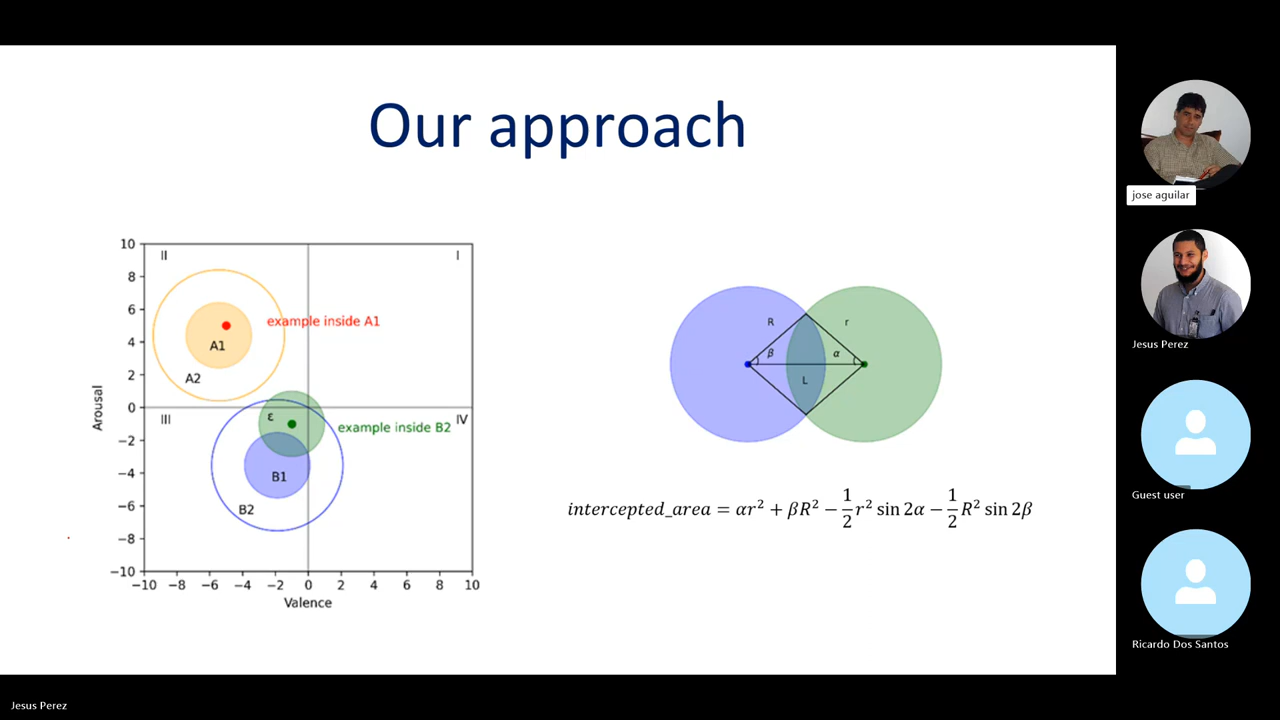 Our approach
10
8
6
4
2
0
−2
−4
−6
−8
−10
−10 −8 −6 −4 −2 0 2 4 6 8 10
Arousal
Valence
II
I
III
IV
example inside A1
A1
A2
ε
example inside B2
B1
B2
R
r
β
α
L
intercepted_area = αr² + βR² − 1/2 r² sin 2α − 1/2 R² sin 2β
jose aguilar
Jesus Perez
Guest user
Ricardo Dos Santos
Jesus Perez